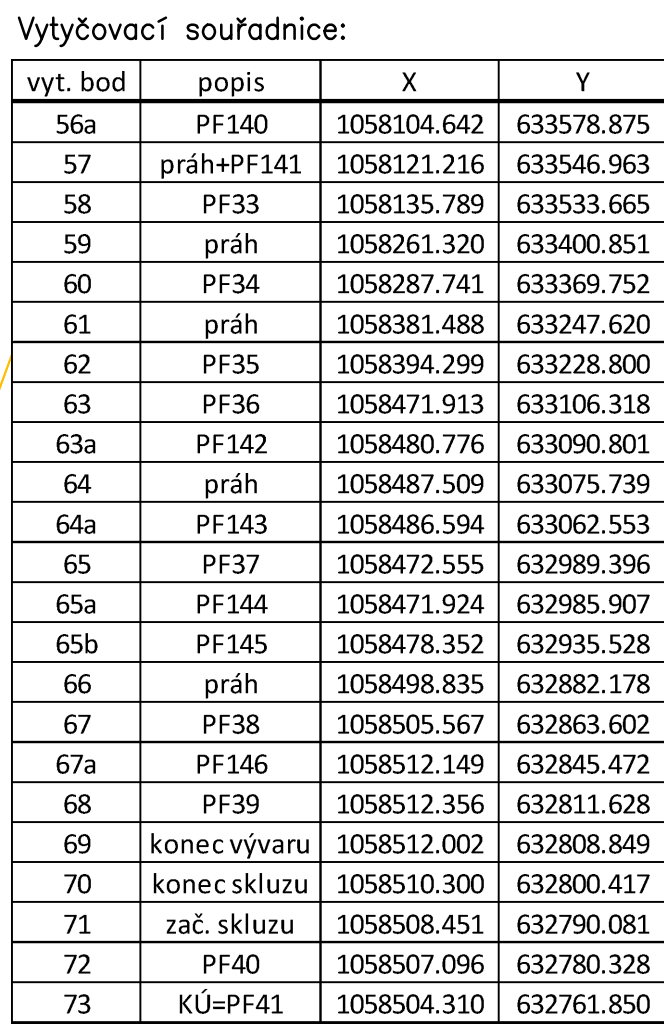 Vytyčovací souřadnice:
vyt. bod popis X Y
56a PF140 1058104.642 633578.875
57 práh+PF141 1058121.216 633546.963
58 PF33 1058135.789 633533.665
59 práh 1058261.320 633400.851
60 PF34 1058287.741 633369.752
61 práh 1058381.488 633247.620
62 PF35 1058394.299 633228.800
63 PF36 1058471.913 633106.318
63a PF142 1058480.776 633090.801
64 práh 1058487.509 633075.739
64a PF143 1058486.594 633062.553
65 PF37 1058472.555 632989.396
65a PF144 1058471.924 632985.907
65b PF145 1058478.352 632935.528
66 práh 1058498.835 632882.178
67 PF38 1058505.567 632863.602
67a PF146 1058512.149 632845.472
68 PF39 1058512.356 632811.628
69 konec vývaru 1058512.002 632808.849
70 konec skluzu 1058510.300 632800.417
71 zač. skluzu 1058508.451 632790.081
72 PF40 1058507.096 632780.328
73 KÚ=PF41 1058504.310 632761.850